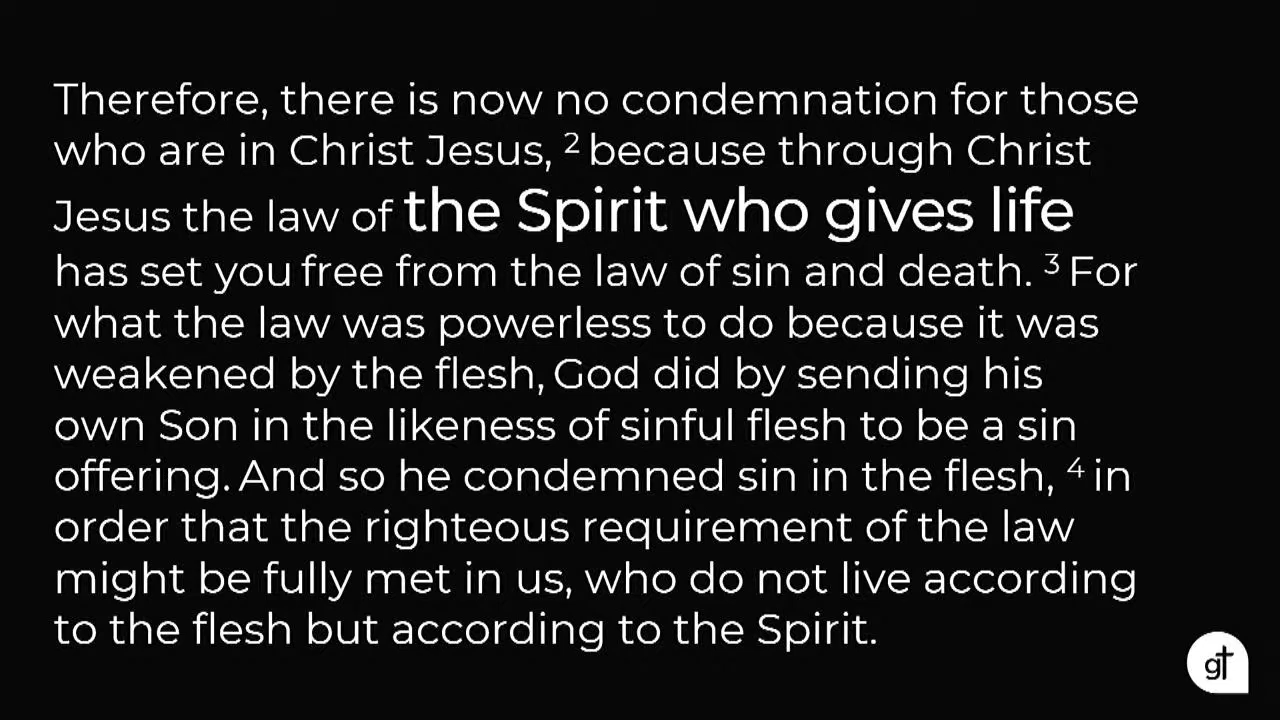 Therefore, there is now no condemnation for those
who are in Christ Jesus, ² because through Christ
Jesus the law of the Spirit who gives life
has set you free from the law of sin and death. ³ For
what the law was powerless to do because it was
weakened by the flesh, God did by sending his
own Son in the likeness of sinful flesh to be a sin
offering. And so he condemned sin in the flesh, ⁴ in
order that the righteous requirement of the law
might be fully met in us, who do not live according
to the flesh but according to the Spirit.
gt